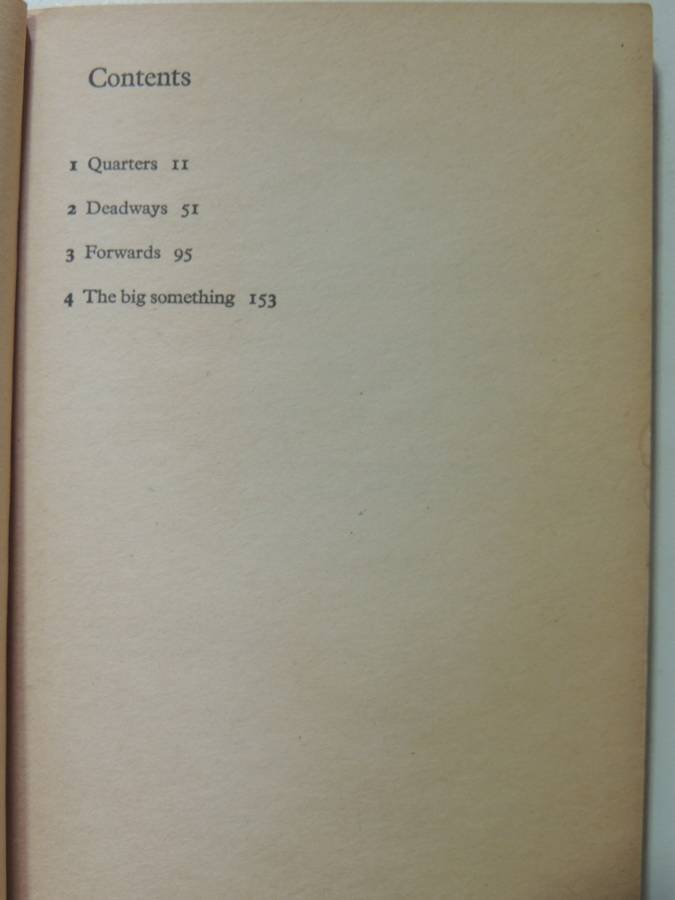 Contents
1 Quarters 11
2 Deadways 51
3 Forwards 95
4 The big something 153